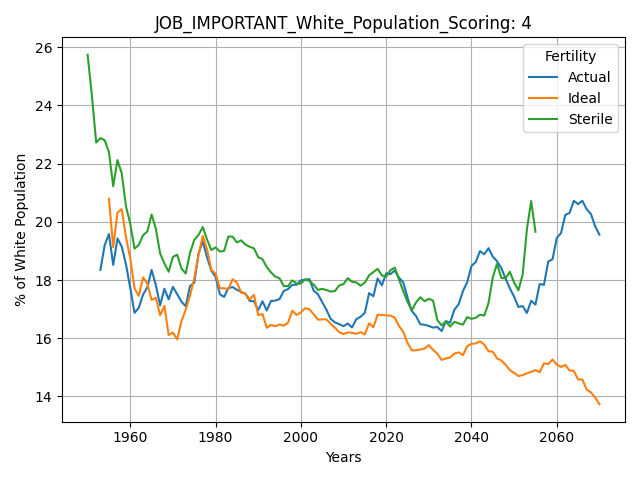 JOB_IMPORTANT_White_Population_Scoring: 4
Fertility
Actual
Ideal
Sterile
% of White Population
26
24
22
20
18
16
14
1960
1980
2000
2020
2040
2060
Years